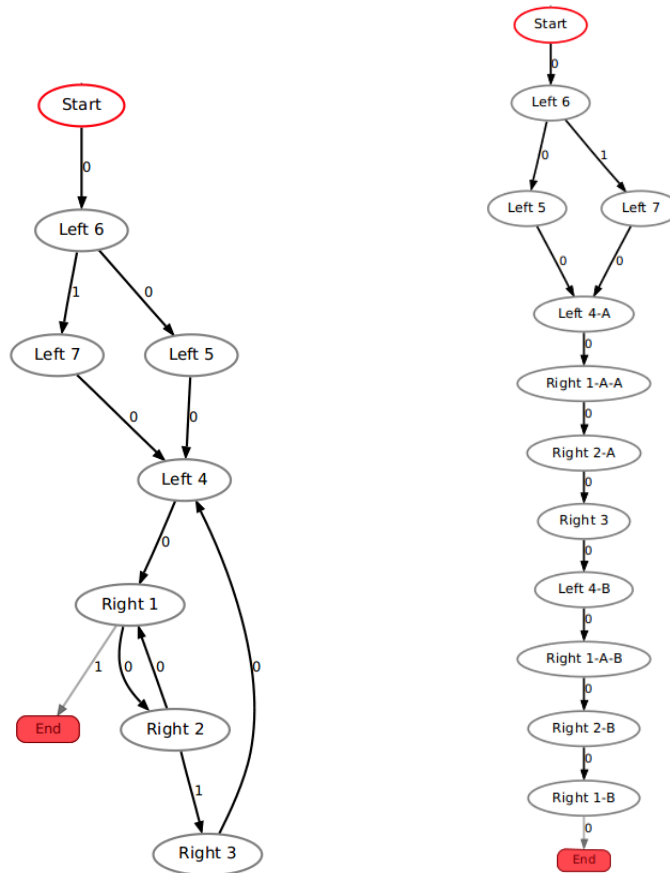 Start
0
Left 6
1
0
Left 7
Left 5
0
0
Left 4
0
Right 1
1
0
0
0
End
Right 2
1
Right 3
Start
0
Left 6
0
1
Left 5
Left 7
0
0
Left 4-A
0
Right 1-A-A
0
Right 2-A
0
Right 3
0
Left 4-B
0
Right 1-A-B
0
Right 2-B
0
Right 1-B
0
End